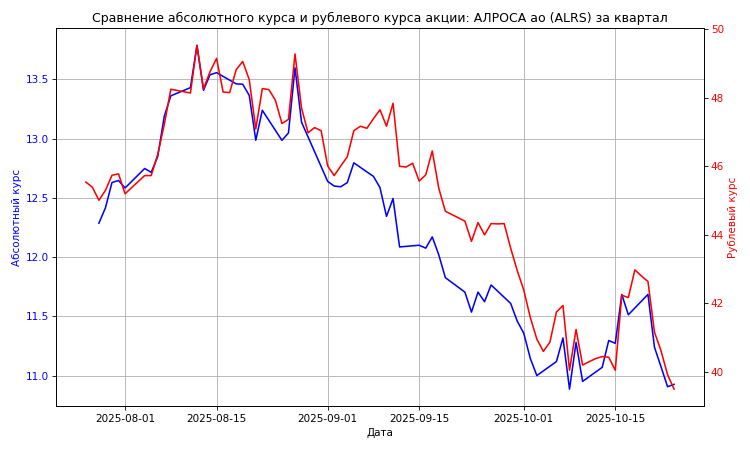 Сравнение абсолютного курса и рублевого курса акции: АЛРОСА ао (ALRS) за квартал
50
13.5
48
13.0
46
12.5
44
12.0
42
11.5
40
11.0
Абсолютный курс
Рублевый курс
2025-08-01 2025-08-15 2025-09-01 2025-09-15 2025-10-01 2025-10-15
Дата